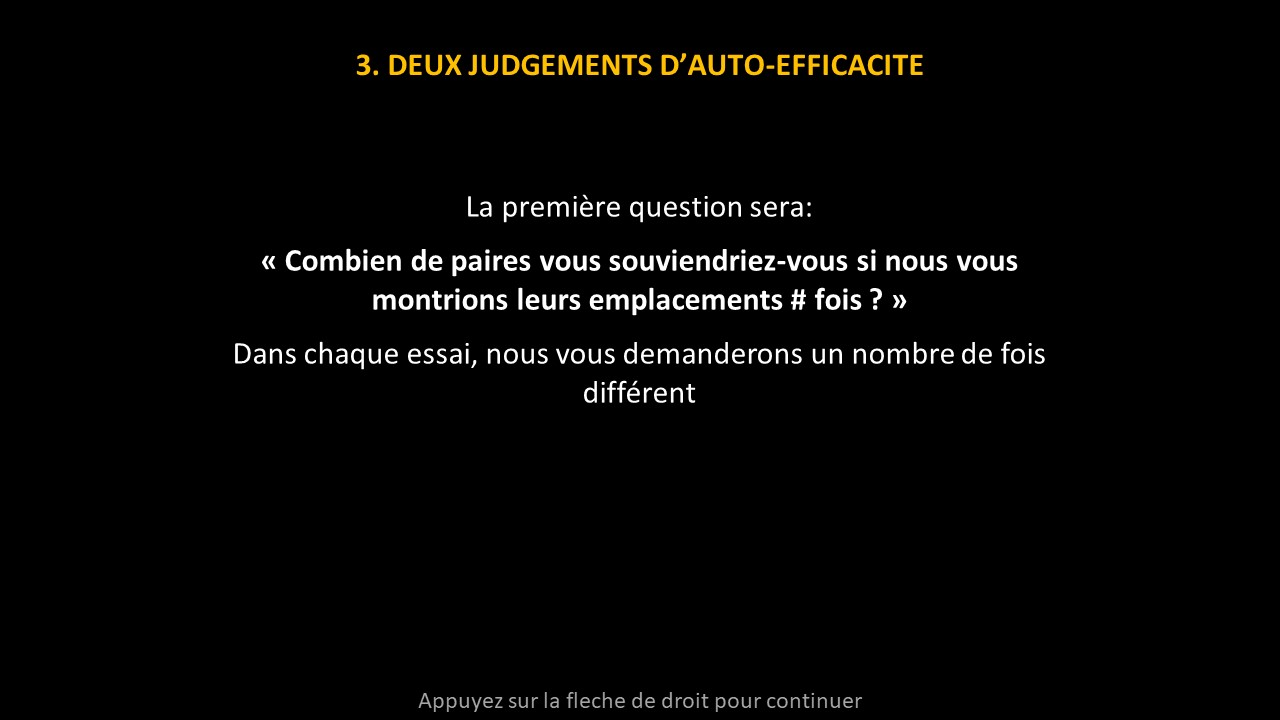 3. DEUX JUDGEMENTS D’AUTO-EFFICACITE
La première question sera:
« Combien de paires vous souviendriez-vous si nous vous
montrions leurs emplacements # fois ? »
Dans chaque essai, nous vous demanderons un nombre de fois
différent
Appuyez sur la fleche de droit pour continuer